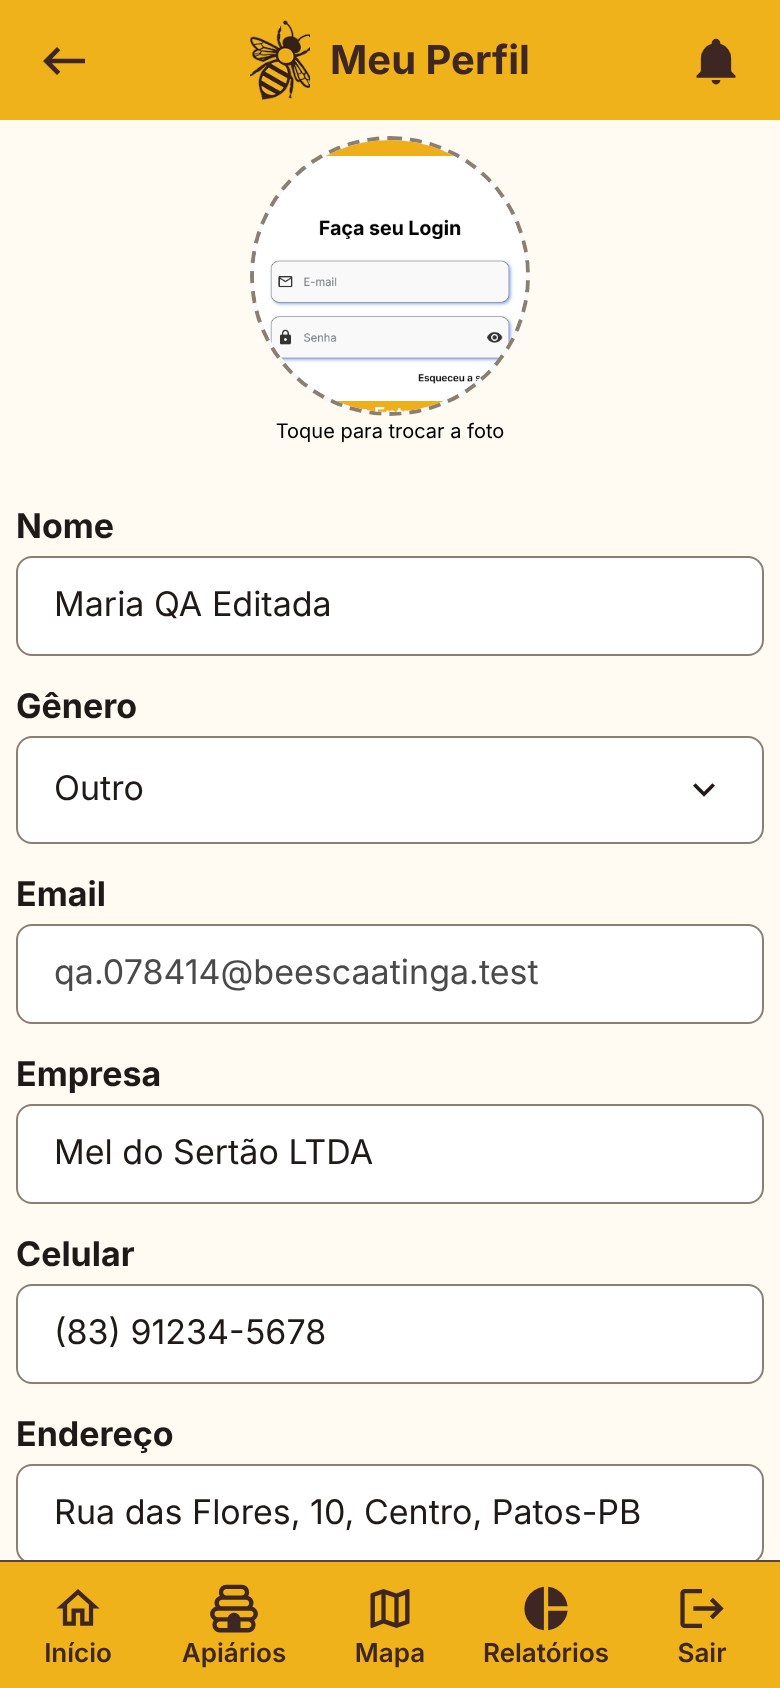 Meu Perfil
Faça seu Login
E-mail
Senha
Esqueceu a s
Toque para trocar a foto
Nome
Maria QA Editada
Gênero
Outro
Email
qa.078414@beescaatinga.test
Empresa
Mel do Sertão LTDA
Celular
(83) 91234-5678
Endereço
Rua das Flores, 10, Centro, Patos-PB
Início
Apiários
Mapa
Relatórios
Sair